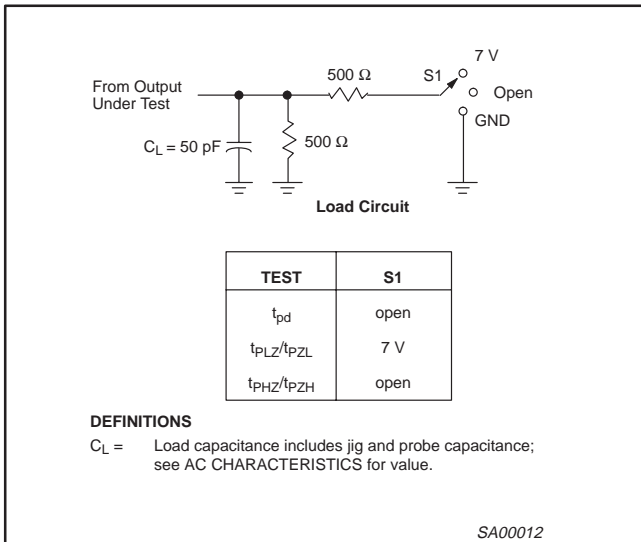 7 V
500 Ω
S1
From Output
Under Test
Open
GND
C_L = 50 pF
500 Ω
Load Circuit
TEST S1
t_pd open
t_PLZ/t_PZL 7 V
t_PHZ/t_PZH open
DEFINITIONS
C_L = Load capacitance includes jig and probe capacitance;
see AC CHARACTERISTICS for value.
SA00012